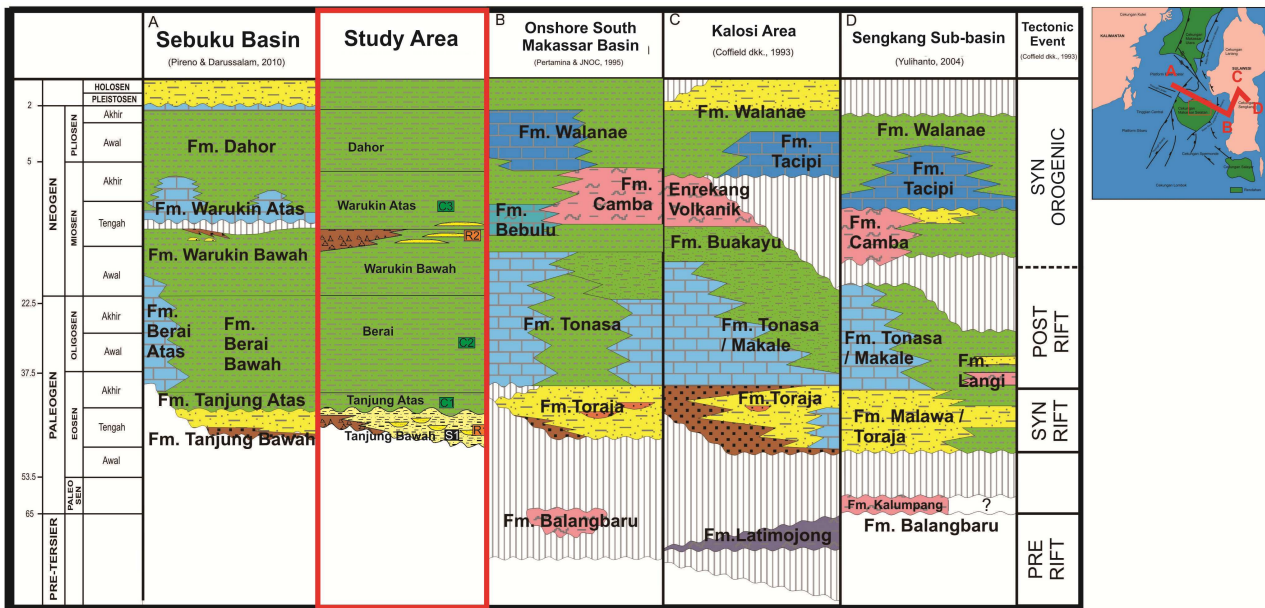 A
Sebuku Basin
(Pireno & Darussalam, 2010)
Study Area
B
Onshore South
Makassar Basin
(Pertamina & JNOC, 1995)
C
Kalosi Area
(Coffield dkk., 1993)
D
Sengkang Sub-basin
(Yulihanto, 2004)
Tectonic
Event
(Coffield dkk., 1993)
HOLOSEN
PLEISTOSEN
2
NEOGEN
PLIOSEN
Akhir
Awal
5
MIOSEN
Akhir
Tengah
Awal
22.5
PALEOGEN
OLIGOSEN
Akhir
Awal
37.5
EOSEN
Akhir
Tengah
Awal
53.5
PALEO
SEN
65
PRE-TERSIER
Fm. Dahor
Fm. Warukin Atas
Fm. Warukin Bawah
Fm.
Berai
Atas
Fm.
Berai
Bawah
Fm. Tanjung Atas
Fm. Tanjung Bawah
Dahor
Warukin Atas
C3
R2
Warukin Bawah
Berai
C2
Tanjung Atas
C1
Tanjung Bawah
S1
Fm. Walanae
Fm.
Camba
Fm.
Bebulu
Fm. Tonasa
Fm.Toraja
Fm. Balangbaru
Fm. Walanae
Fm.
Tacipi
Enrekang
Volkanik
Fm. Buakayu
Fm. Tonasa
/ Makale
Fm.Toraja
Fm.Latimojong
Fm. Walanae
Fm.
Tacipi
Fm.
Camba
Fm. Tonasa
/ Makale
Fm.
Langi
Fm. Malawa /
Toraja
Fm. Kalumpang
?
Fm. Balangbaru
SYN
OROGENIC
POST
RIFT
SYN
RIFT
PRE
RIFT
KALIMANTAN
SULAWESI
A
B
C
D